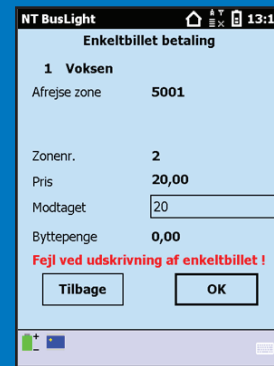 NT BusLight 13:1
Enkeltbillet betaling
1 Voksen
Afrejse zone 5001
Zonenr. 2
Pris 20,00
Modtaget 20
Byttepenge 0,00
Fejl ved udskrivning af enkeltbillet !
Tilbage OK